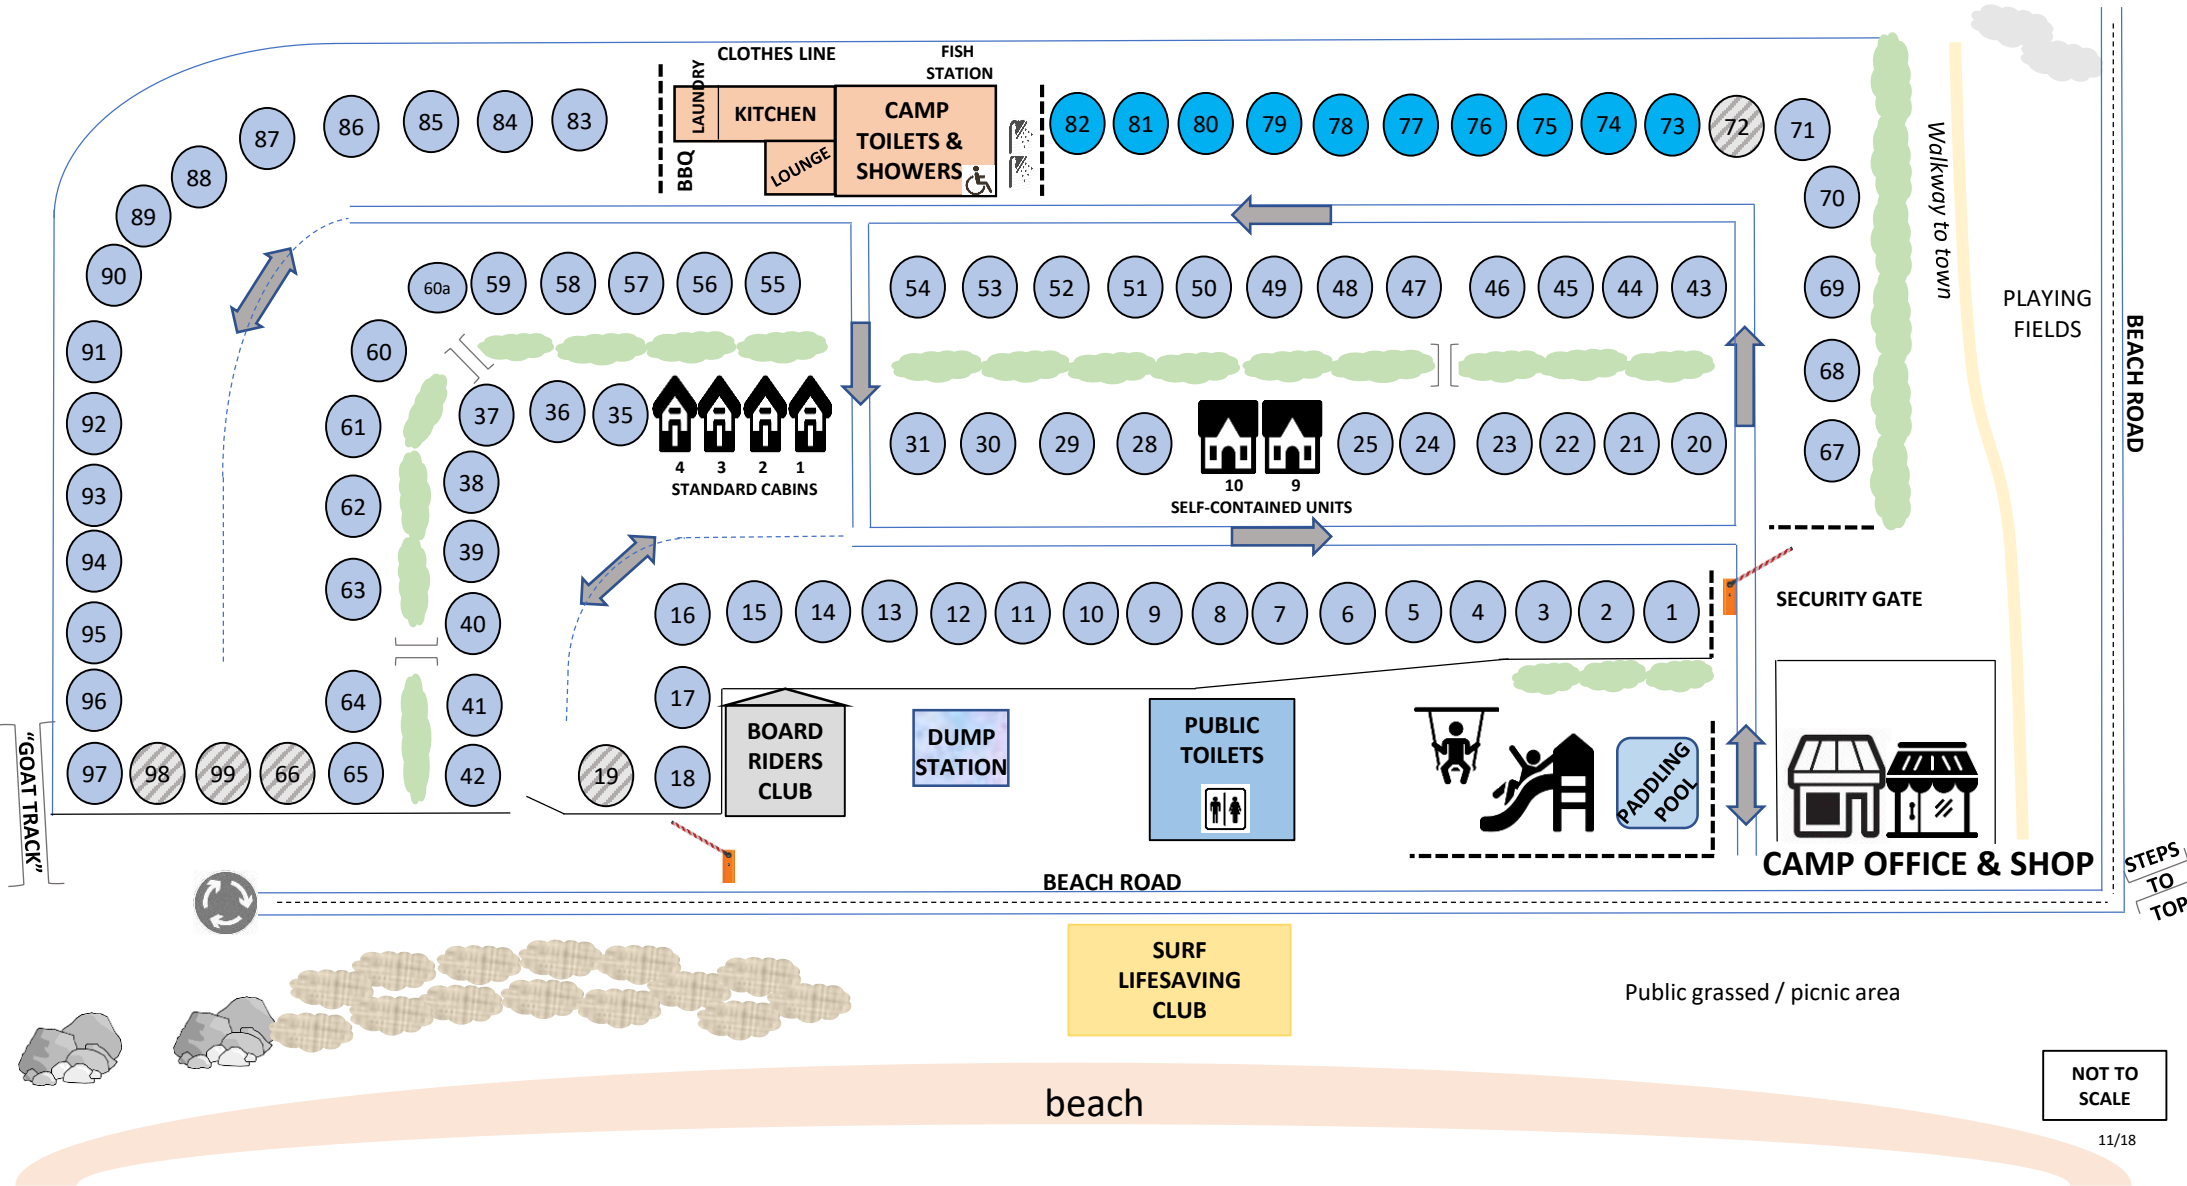 CLOTHES LINE
FISH
STATION
LAUNDRY
KITCHEN
CAMP
TOILETS &
SHOWERS
LOUNGE
BBQ
87 86 85 84 83
82 81 80 79 78 77 76 75 74 73 72 71
88
89
90
70
69
68
67
Walkway to town
PLAYING
FIELDS
BEACH ROAD
60a 59 58 57 56 55
54 53 52 51 50 49 48 47 46 45 44 43
91
92
93
94
95
96
97 98 99 66 65
60
61
62
63
64
37 36 35
38
39
40
41
42
4 3 2 1
STANDARD CABINS
31 30 29 28
25 24 23 22 21 20
10 9
SELF-CONTAINED UNITS
16 15 14 13 12 11 10 9 8 7 6 5 4 3 2 1
17
19 18
SECURITY GATE
BOARD
RIDERS
CLUB
DUMP
STATION
PUBLIC
TOILETS
PADDLING
POOL
CAMP OFFICE & SHOP
"GOAT TRACK"
STEPS
TO
TOP
BEACH ROAD
SURF
LIFESAVING
CLUB
Public grassed / picnic area
beach
NOT TO
SCALE
11/18